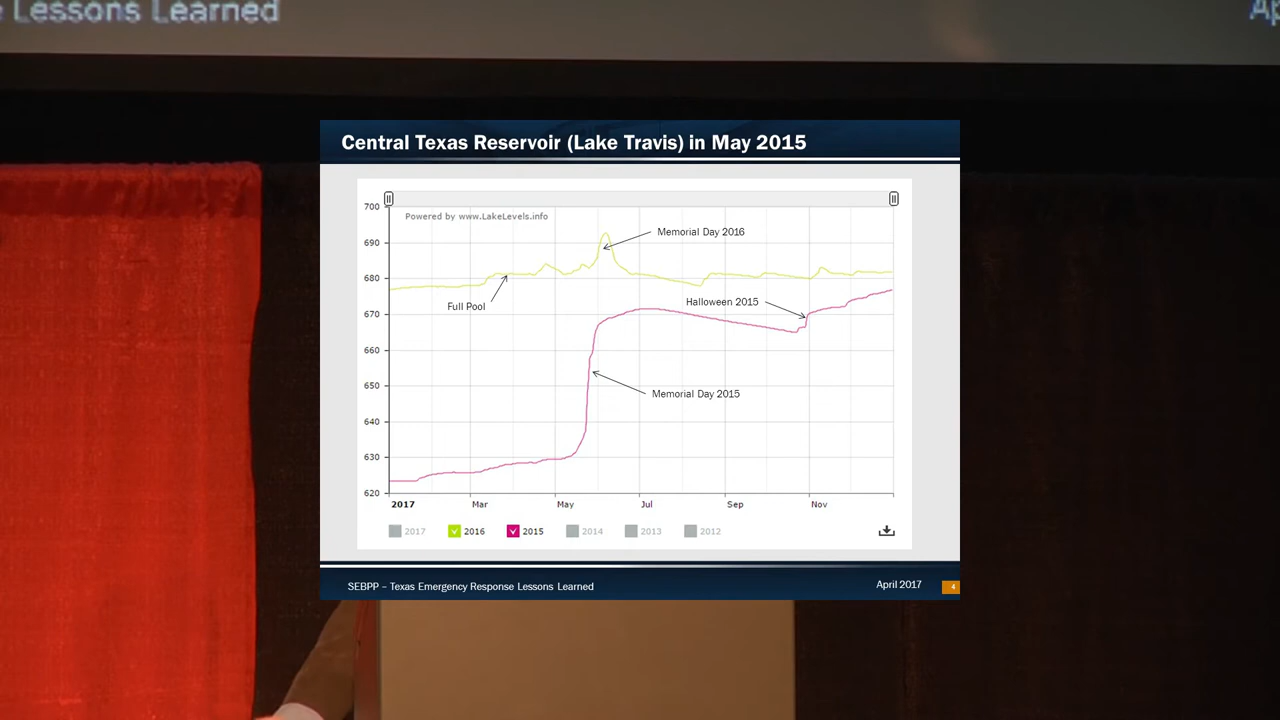 Lessons Learned
Central Texas Reservoir (Lake Travis) in May 2015
700
Powered by www.LakeLevels.info
690
Memorial Day 2016
680
Full Pool
Halloween 2015
670
660
650
Memorial Day 2015
640
630
620
2017 Mar May Jul Sep Nov
2017 2016 2015 2014 2013 2012
SEBPP – Texas Emergency Response Lessons Learned
April 2017
4